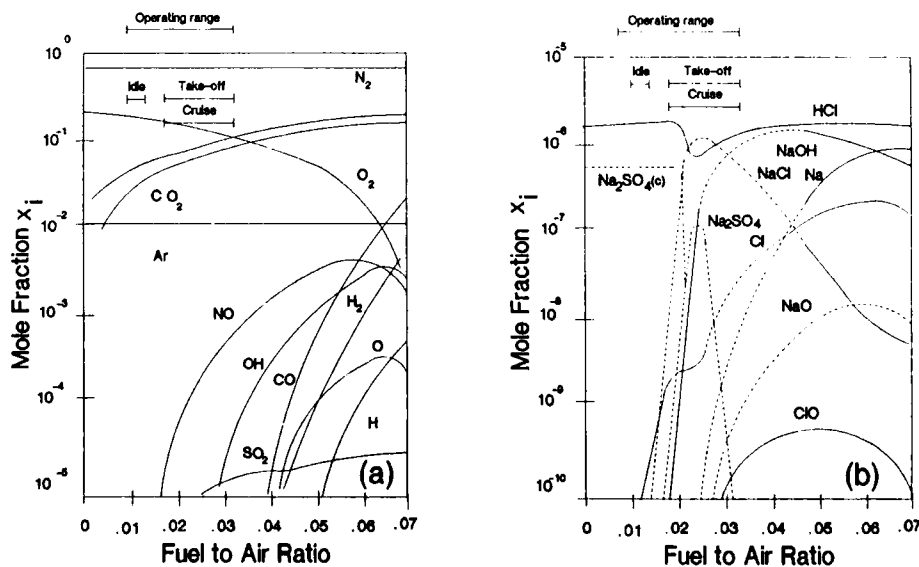 Operating range
Idle
Take-off
Cruise
Mole Fraction Xi
10^0
10^-1
10^-2
10^-3
10^-4
10^-5
N2
O2
CO2
Ar
NO
H2
OH
O
CO
H
SO2
(a)
0 .01 .02 .03 .04 .05 .06 .07
Fuel to Air Ratio
Operating range
Idle
Take-off
Cruise
Mole Fraction Xi
10^-5
10^-6
10^-7
10^-8
10^-9
10^-10
HCl
NaOH
NaCl Na
Na2SO4(c)
Na2SO4
Cl
NaO
ClO
(b)
0 .01 .02 .03 .04 .05 .06 .07
Fuel to Air Ratio